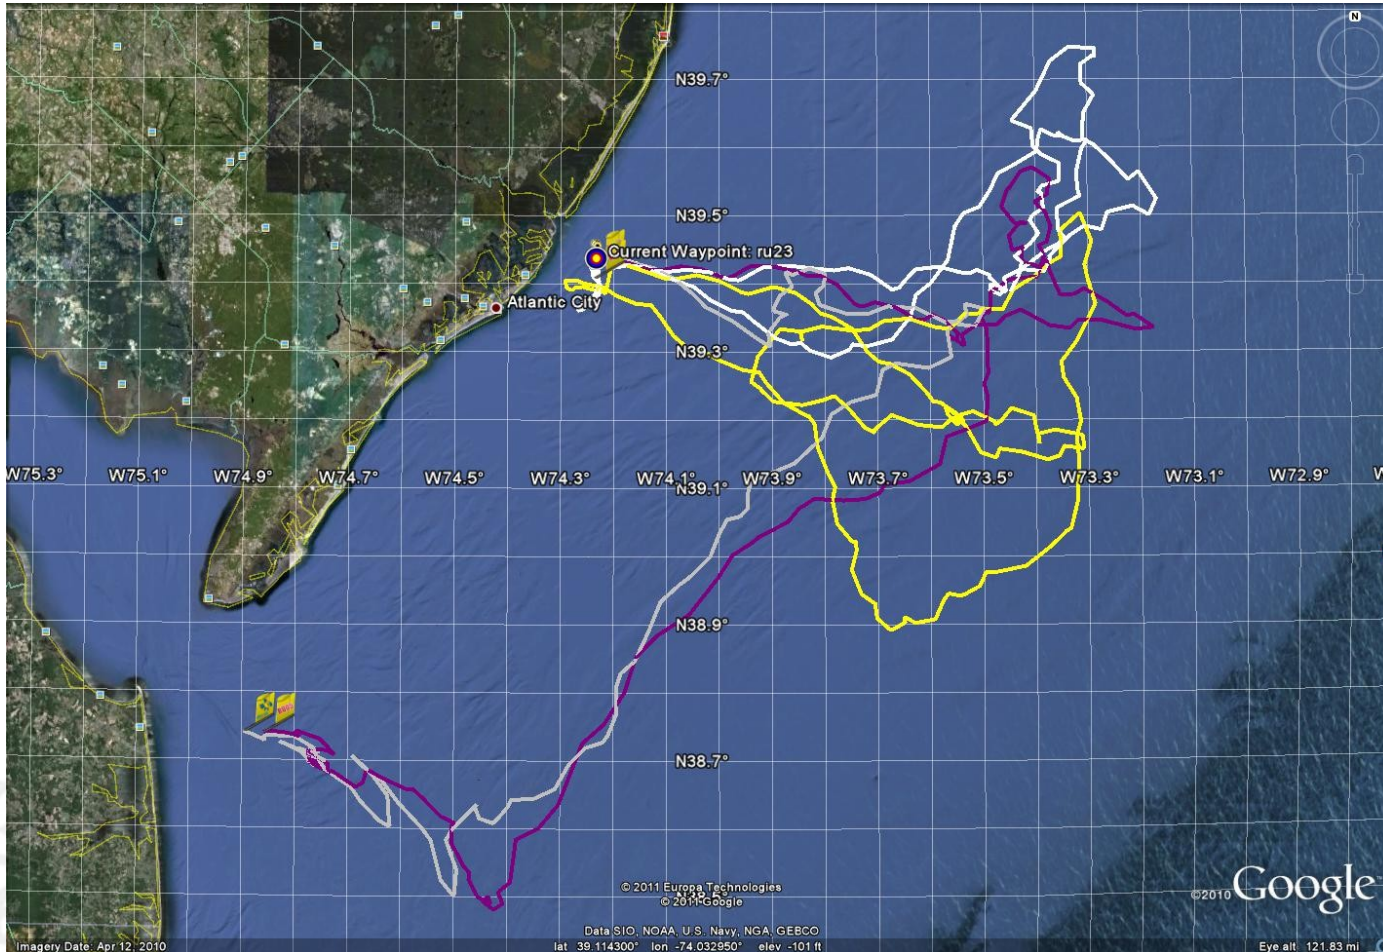 N
N39.7°
N39.5°
Current Waypoint: ru23
Atlantic City
N39.3°
W75.3° W75.1° W74.9° W74.7° W74.5° W74.3° W74.1° W73.9° W73.7° W73.5° W73.3° W73.1° W72.9°
N39.1°
N38.9°
N38.7°
© 2011 Europa Technologies
N38.5°
© 2011 Google
©2010 Google
Data SIO, NOAA, U.S. Navy, NGA, GEBCO
Imagery Date: Apr 12, 2010 lat 39.114300° lon -74.032950° elev -101 ft Eye alt 121.83 mi